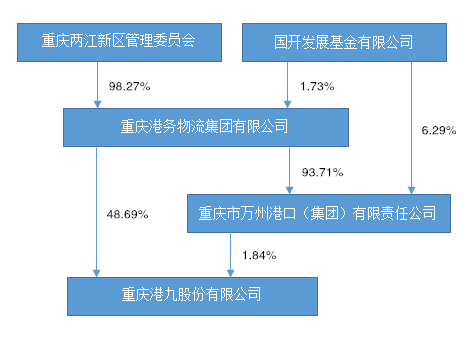 重庆两江新区管理委员会
国开发展基金有限公司
98.27%
1.73%
重庆港务物流集团有限公司
6.29%
93.71%
重庆市万州港口（集团）有限责任公司
48.69%
1.84%
重庆港九股份有限公司